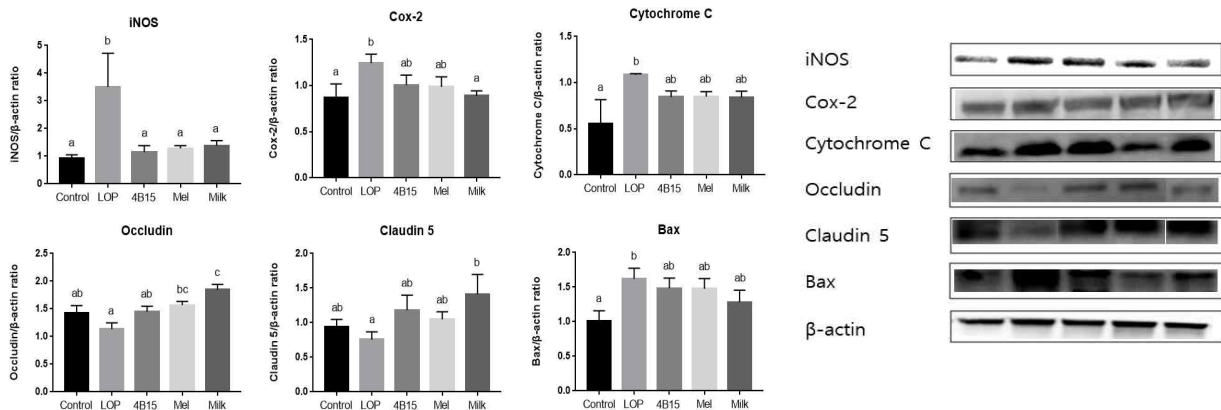 iNOS
iNOS/β-actin ratio
5
4
3
2
1
0
a
b
a
a
a
Control LOP 4B15 Mel Milk
Cox-2
Cox-2/β-actin ratio
1.5
1.0
0.5
0.0
a
b
ab
ab
a
Control LOP 4B15 Mel Milk
Cytochrome C
Cytochrome C/β-actin ratio
1.5
1.0
0.5
0.0
a
b
ab
ab
ab
Control LOP 4B15 Mel Milk
Occludin
Occludin/β-actin ratio
2.5
2.0
1.5
1.0
0.5
0.0
ab
a
ab
bc
c
Control LOP 4B15 Mel Milk
Claudin 5
Claudin 5/β-actin ratio
2.0
1.5
1.0
0.5
0.0
ab
a
ab
ab
b
Control LOP 4B15 Mel Milk
Bax
Bax/β-actin ratio
2.0
1.5
1.0
0.5
0.0
a
b
ab
ab
ab
Control LOP 4B15 Mel Milk
iNOS
Cox-2
Cytochrome C
Occludin
Claudin 5
Bax
β-actin